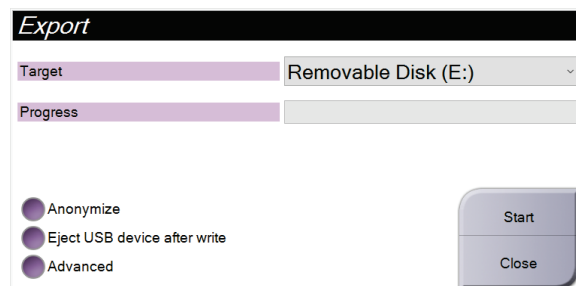 Export
Target
Removable Disk (E:)
Progress
Anonymize
Eject USB device after write
Advanced
Start
Close